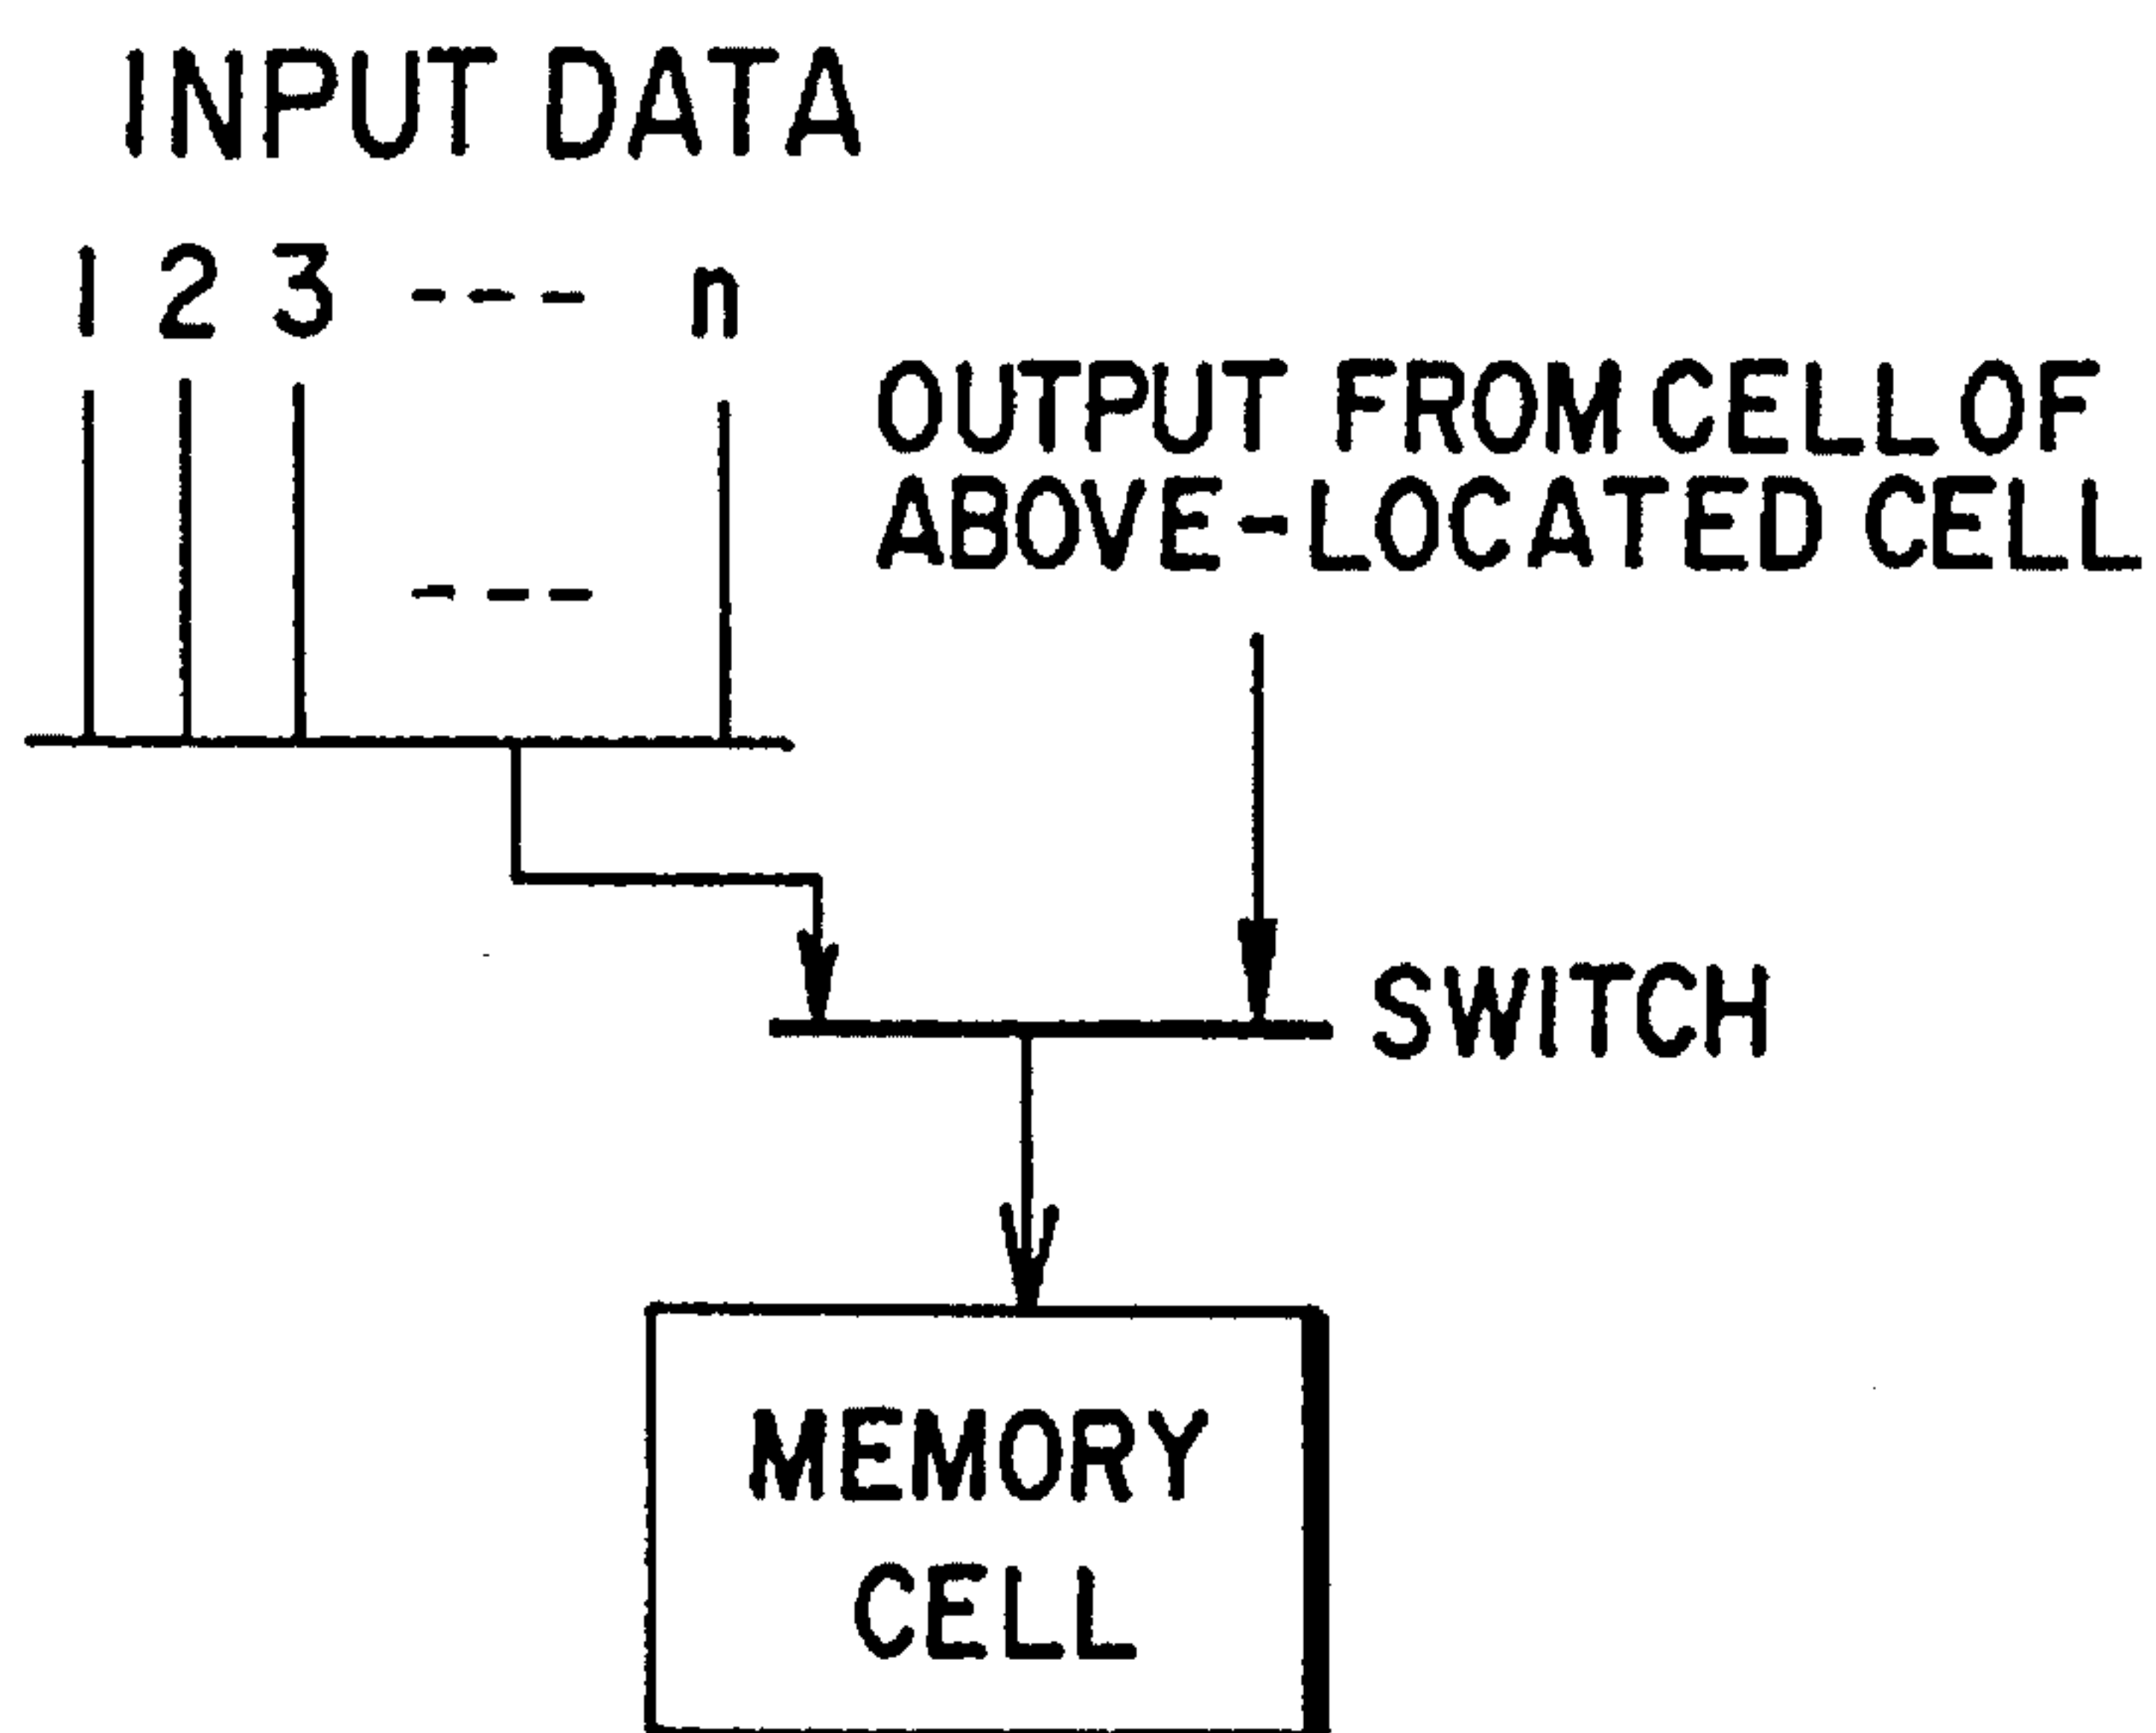 INPUT DATA
1 2 3 --- n
OUTPUT FROM CELL OF
ABOVE-LOCATED CELL
---
SWITCH
MEMORY
CELL